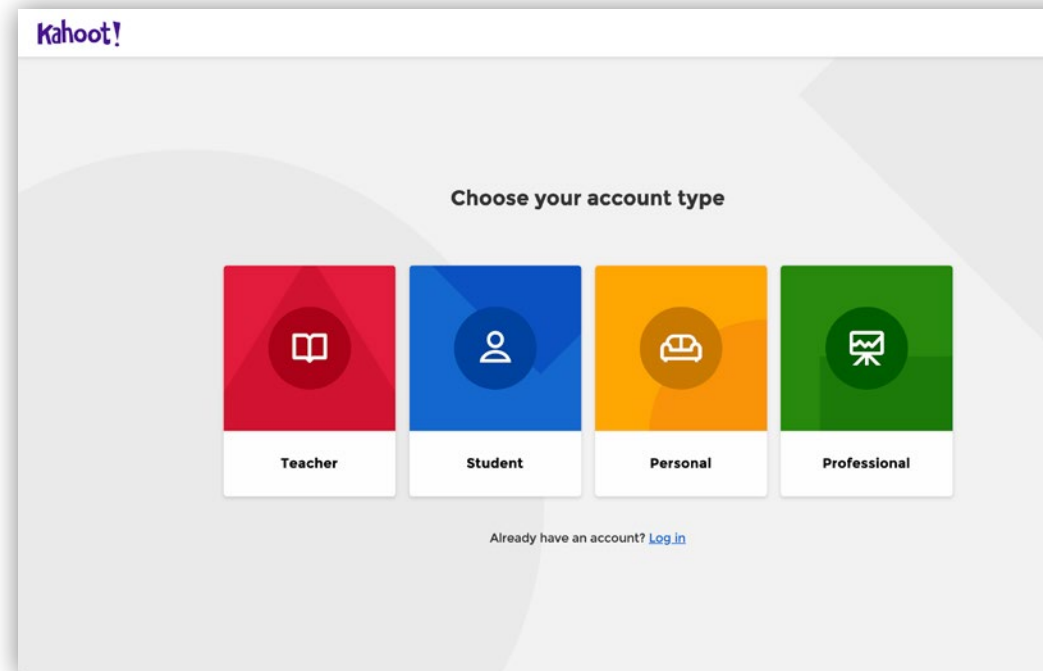 Kahoot!
Choose your account type
Teacher
Student
Personal
Professional
Already have an account? Log in